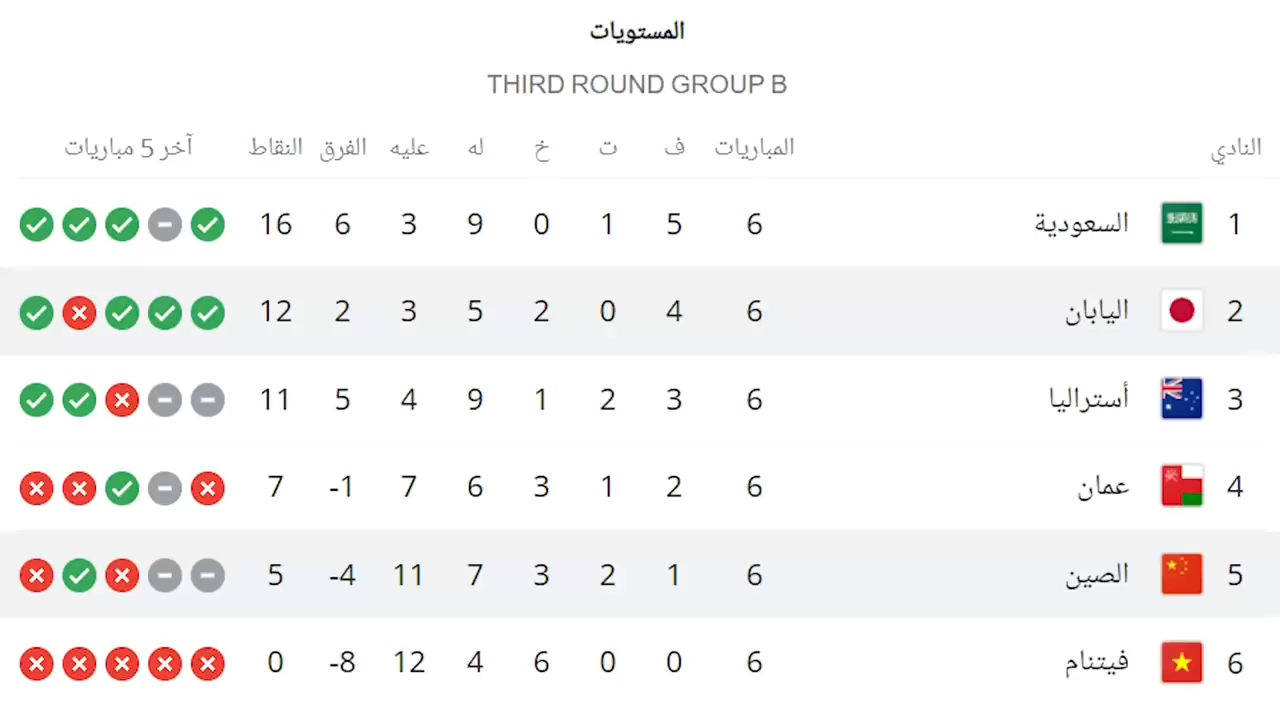 المستويات
THIRD ROUND GROUP B
النادي المباريات ف ت خ له عليه الفرق النقاط آخر 5 مباريات
1 السعودية 6 5 1 0 9 3 6 16
2 اليابان 6 4 0 2 5 3 2 12
3 أستراليا 6 3 2 1 9 4 5 11
4 عمان 6 2 1 3 6 7 -1 7
5 الصين 6 1 2 3 7 11 -4 5
6 فيتنام 6 0 0 6 4 12 -8 0